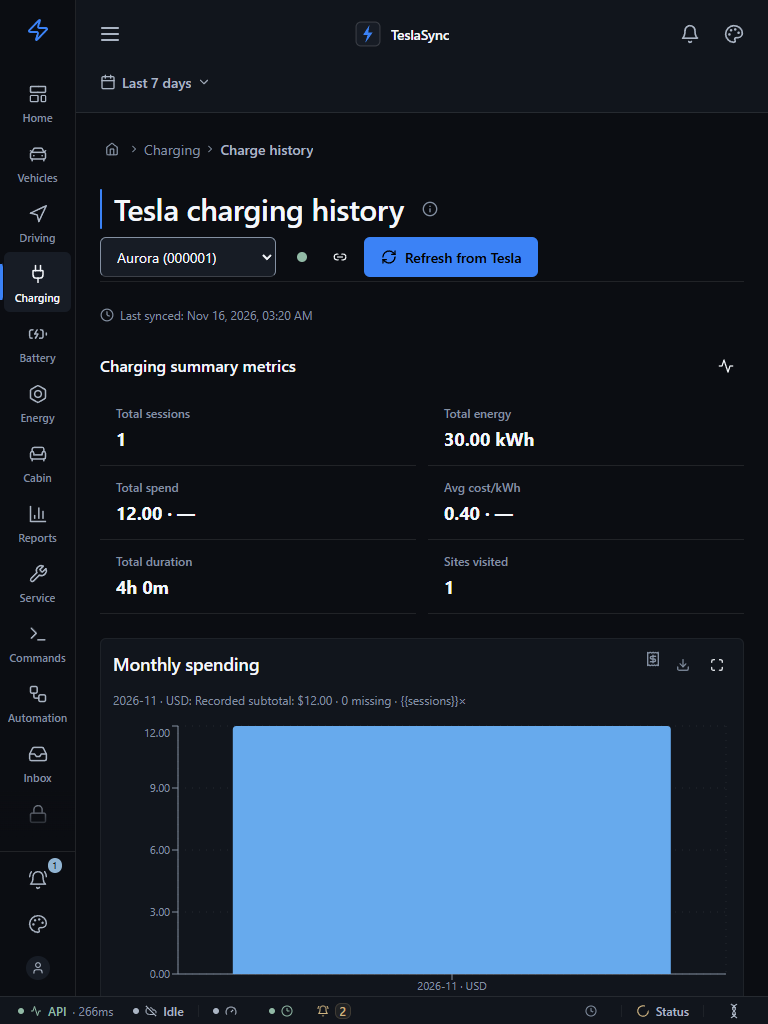 TeslaSync
Last 7 days
Home
Vehicles
Driving
Charging
Battery
Energy
Cabin
Reports
Service
Commands
Automation
Inbox
1
Charging
Charge history
Tesla charging history
Aurora (000001)
Refresh from Tesla
Last synced: Nov 16, 2026, 03:20 AM
Charging summary metrics
Total sessions
1
Total energy
30.00 kWh
Total spend
12.00 · —
Avg cost/kWh
0.40 · —
Total duration
4h 0m
Sites visited
1
Monthly spending
2026-11 · USD: Recorded subtotal: $12.00 · 0 missing · {{sessions}}×
12.00
9.00
6.00
3.00
0.00
2026-11 · USD
API · 266ms
Idle
2
Status